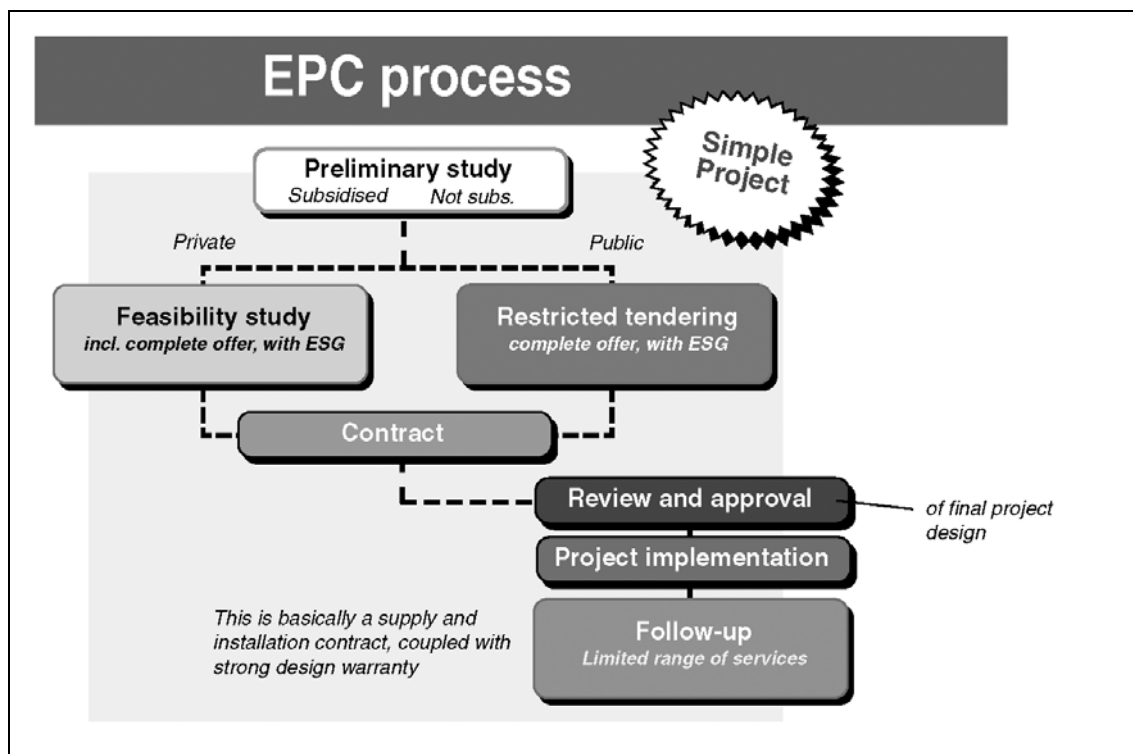 EPC process
Simple
Project
Preliminary study
Subsidised Not subs.
Private
Public
Feasibility study
incl. complete offer, with ESG
Restricted tendering
complete offer, with ESG
Contract
Review and approval
of final project
design
Project implementation
This is basically a supply and
installation contract, coupled with
strong design warranty
Follow-up
Limited range of services